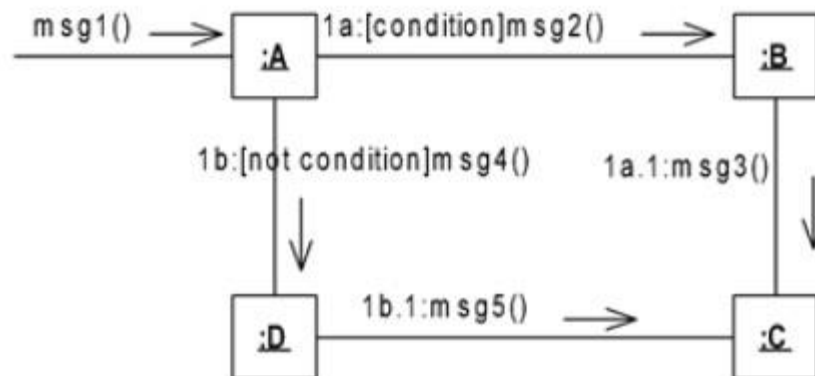 msg1()
1a:[condition]msg2()
:A
:B
1b:[not condition]msg4()
1a.1:msg3()
1b.1:msg5()
:D
:C